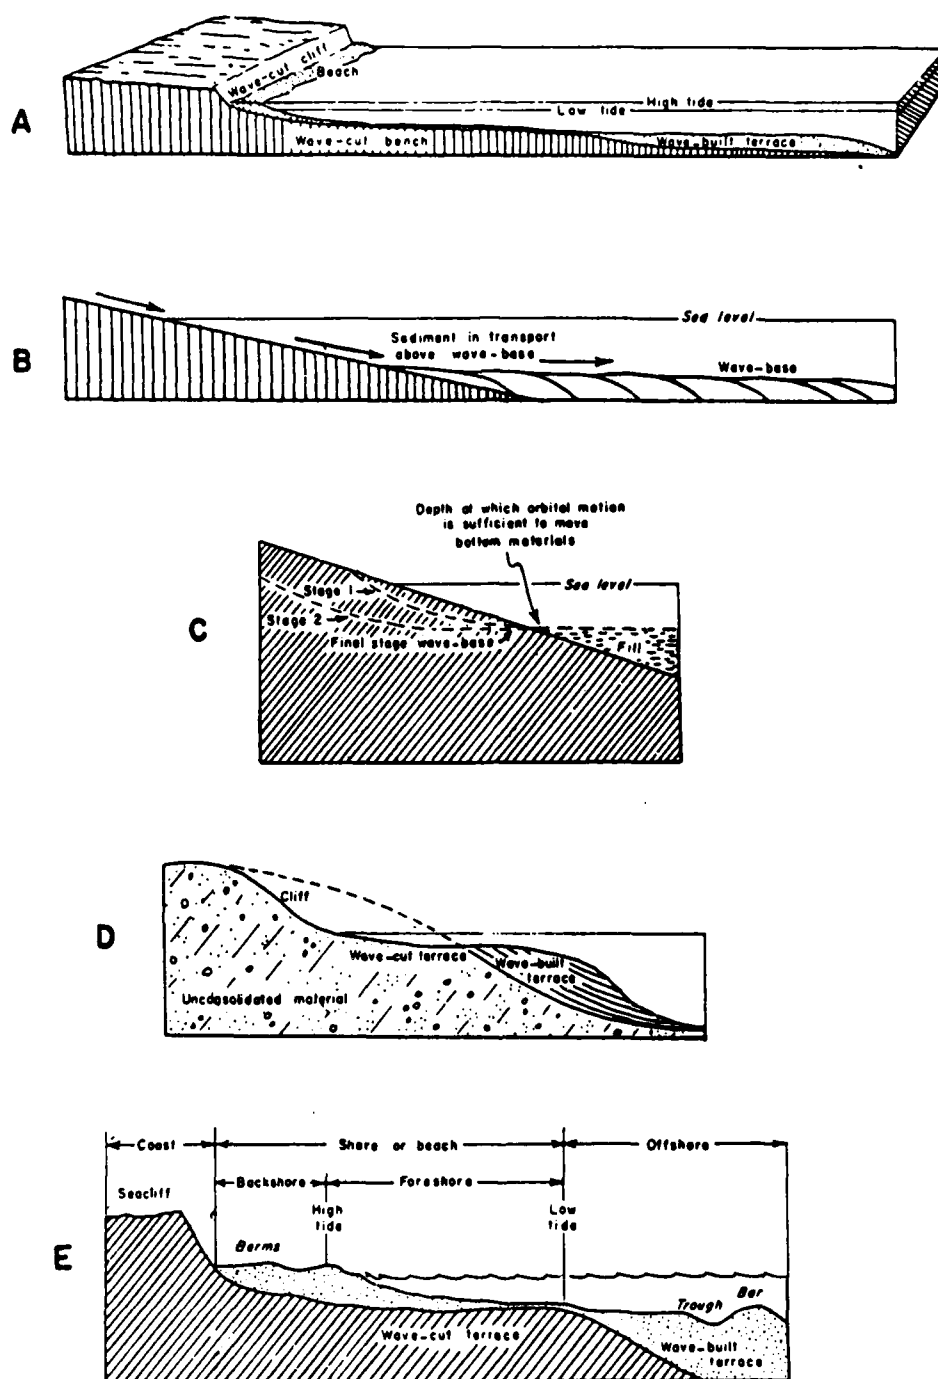 A
Wave-cut cliff
Beach
High tide
Low tide
Wave-cut bench
Wave-built terrace
B
Sea level
Sediment in transport
above wave-base
Wave-base
C
Depth at which orbital motion
is sufficient to move
bottom materials
Sea level
Stage 1
Stage 2
Final stage wave-base
Fill
D
Cliff
Wave-cut terrace
Wave-built
terrace
Unconsolidated material
E
Coast
Shore or beach
Offshore
Backshore
Foreshore
Seacliff
High
tide
Low
tide
Berms
Bar
Trough
Wave-cut terrace
Wave-built
terrace